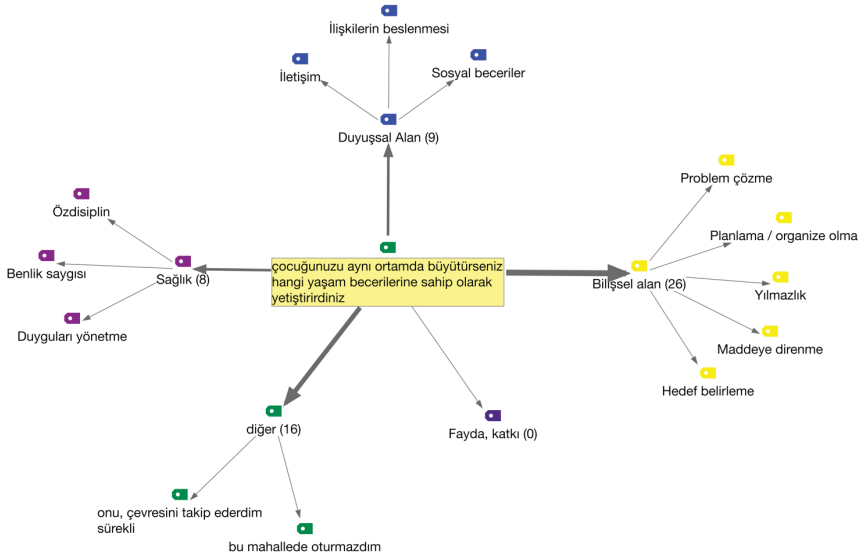 İlişkilerin beslenmesi
İletişim
Sosyal beceriler
Duyuşsal Alan (9)
Problem çözme
Özdisiplin
Planlama / organize olma
Benlik saygısı
Sağlık (8)
çocuğunuzu aynı ortamda büyütürseniz
hangi yaşam becerilerine sahip olarak
yetiştirirdiniz
Bilişsel alan (26)
Yılmazlık
Duyguları yönetme
Maddeye direnme
Hedef belirleme
diğer (16)
Fayda, katkı (0)
onu, çevresini takip ederdim
sürekli
bu mahallede oturmazdım